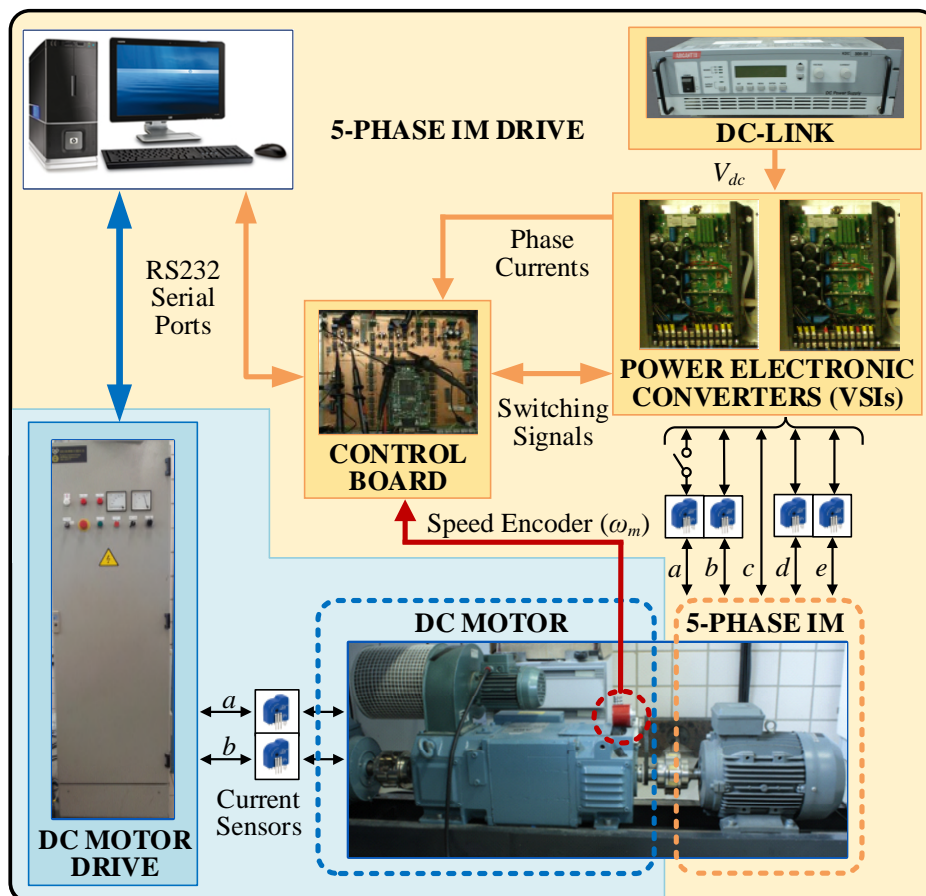 5-PHASE IM DRIVE
DC-LINK
V_dc
Phase
Currents
RS232
Serial
Ports
POWER ELECTRONIC
CONVERTERS (VSIs)
Switching
Signals
CONTROL
BOARD
Speed Encoder (ω_m)
a b c d e
DC MOTOR
5-PHASE IM
a
b
Current
Sensors
DC MOTOR
DRIVE